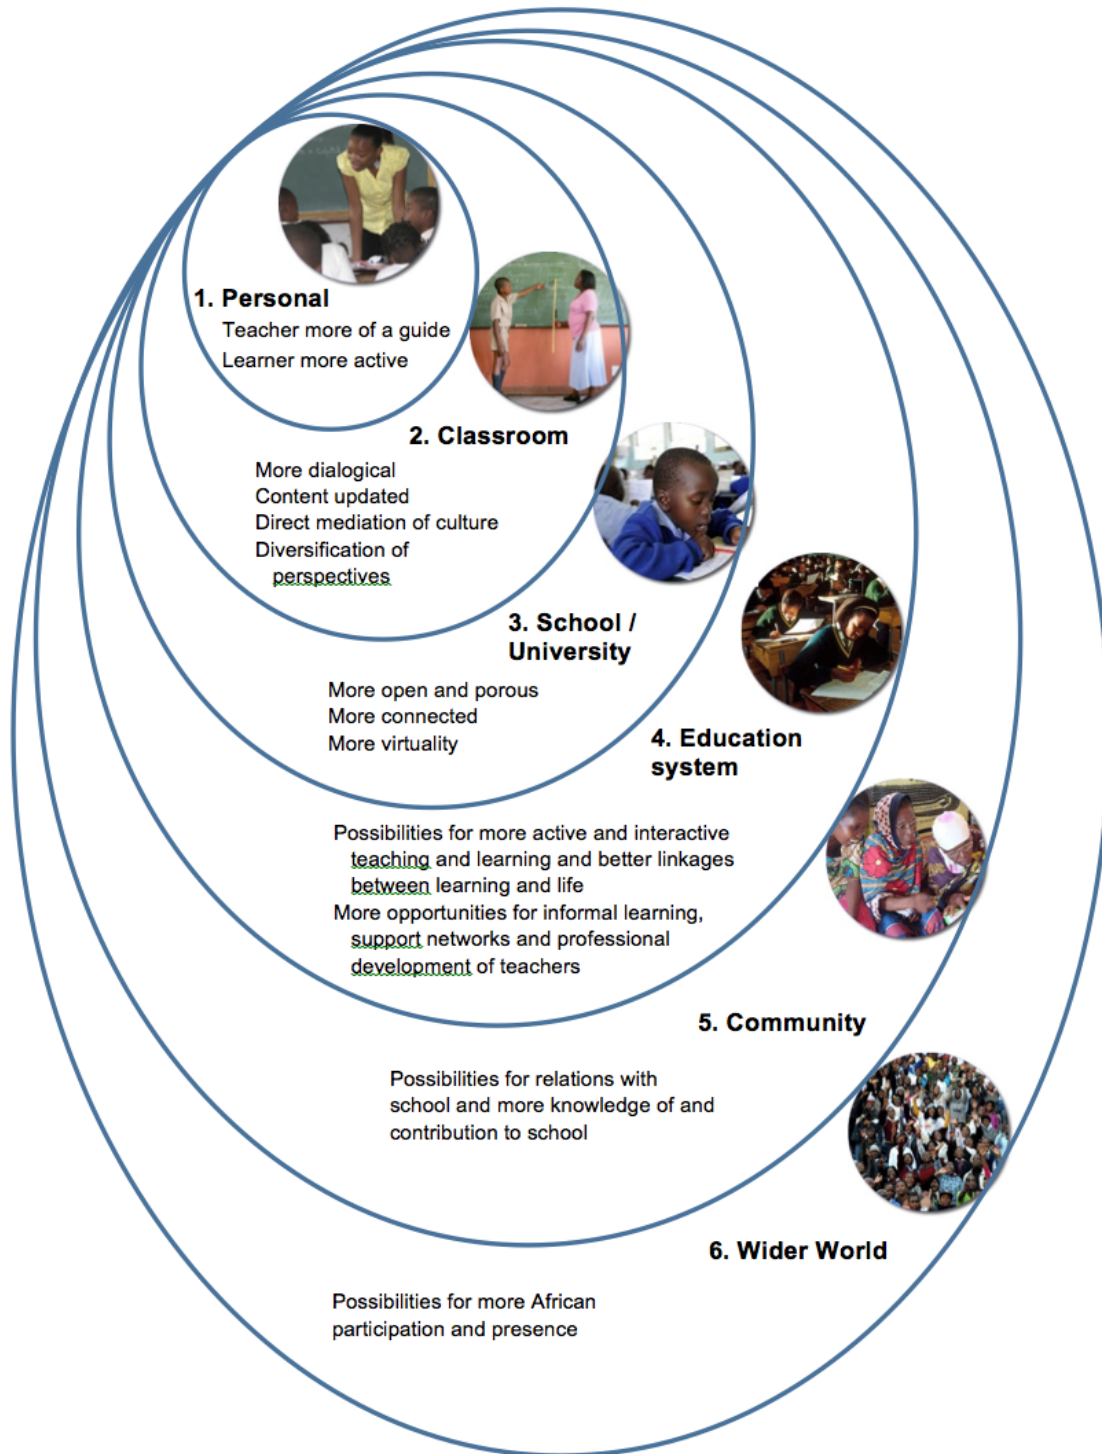 1. Personal
Teacher more of a guide
Learner more active
2. Classroom
More dialogical
Content updated
Direct mediation of culture
Diversification of
perspectives
3. School /
University
More open and porous
More connected
More virtuality
4. Education
system
Possibilities for more active and interactive
teaching and learning and better linkages
between learning and life
More opportunities for informal learning,
support networks and professional
development of teachers
5. Community
Possibilities for relations with
school and more knowledge of and
contribution to school
6. Wider World
Possibilities for more African
participation and presence